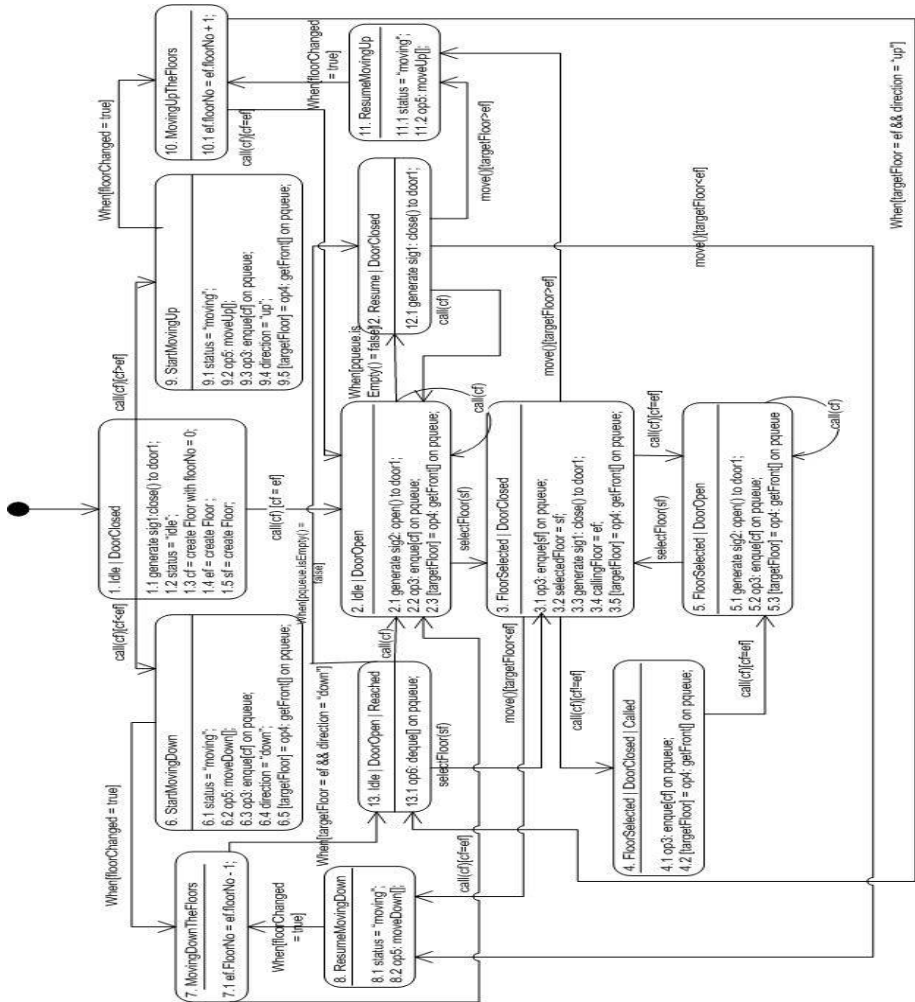 1. Idle | DoorClosed
1.1; generate sig1:close() to door1;
1.2 status = "idle";
1.3 cf = create Floor with floorNo = 0;
1.4 ef = create Floor;
1.5 sf = create Floor;
call(cf)[cf<ef]
call(cf)[cf>ef]
call(cf) [cf = ef]
6. StartMovingDown
6.1 status = "moving";
6.2 op5: moveDown[];
6.3 op3: enque[cf] on pqueue;
6.4 direction = "down";
6.5 [targetFloor] = op4: getFront[] on pqueue;
When[floorChanged = true]
9. StartMovingUp
9.1 status = "moving";
9.2 op5: moveUp[];
9.3 op3: enque[cf] on pqueue;
9.4 direction = "up";
9.5 [targetFloor] = op4: getFront[] on pqueue;
When[floorChanged = true]
7. MovingDownTheFloors
7.1 ef.FloorNo = ef.floorNo - 1;
When[targetFloor = ef && direction = "down"]
When[floorChanged
= true]
8. ResumeMovingDown
8.1 status = "moving";
8.2 op5: moveDown[];
call(cf)[cf=ef]
10. MovingUpTheFloors
10.1 ef.floorNo = ef.floorNo + 1;
call(cf)[cf=ef]
When[floorChanged
= true]
11. ResumeMovingUp
11.1 status = "moving";
11.2 op5: moveUp[];
When[pqueue.isEmpty() =
false]
13. Idle | DoorOpen | Reached
13.1 op6: deque[] on pqueue;
call(cf)
selectFloor(sf)
2. Idle | DoorOpen
2.1 generate sig2: open() to door1;
2.2 op3: enque[cf] on pqueue;
2.3 [targetFloor] = op4: getFront[] on pqueue;
call(cf)
When[pqueue.is
Empty() = false]
12. Resume | DoorClosed
12.1 generate sig1: close() to door1;
call(cf)
move()[targetFloor>ef]
selectFloor(sf)
3. FloorSelected | DoorClosed
3.1 op3: enque[sf] on pqueue;
3.2 selectedFloor = sf;
3.3 generate sig1: close() to door1;
3.4 callingFloor = ef;
3.5 [targetFloor] = op4: getFront[] on pqueue;
move()[targetFloor<ef]
move()[targetFloor>ef]
call(cf)[cf!=ef]
call(cf)[cf=ef]
selectFloor(sf)
4. FloorSelected | DoorClosed | Called
4.1 op3: enque[cf] on pqueue;
4.2 [targetFloor] = op4: getFront[] on pqueue;
call(cf)[cf=ef]
5. FloorSelected | DoorOpen
5.1 generate sig2: open() to door1;
5.2 op3: enque[cf] on pqueue;
5.3 [targetFloor] = op4: getFront[] on pqueue
call(cf)
move()[targetFloor<ef]
When[targetFloor = ef && direction = "up"]